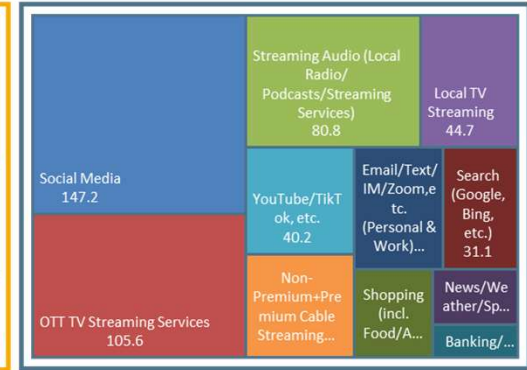 Social Media
147.2
OTT TV Streaming Services
105.6
Streaming Audio (Local
Radio/
Podcasts/Streaming
Services)
80.8
Local TV
Streaming
44.7
YouTube/TikT
ok, etc.
40.2
Email/Text/
IM/Zoom,e
tc.
(Personal &
Work)...
Search
(Google,
Bing,
etc.)
31.1
Non-
Premium+Pre
mium Cable
Streaming...
Shopping
(incl.
Food/A...
News/We
ather/Sp...
Banking/...